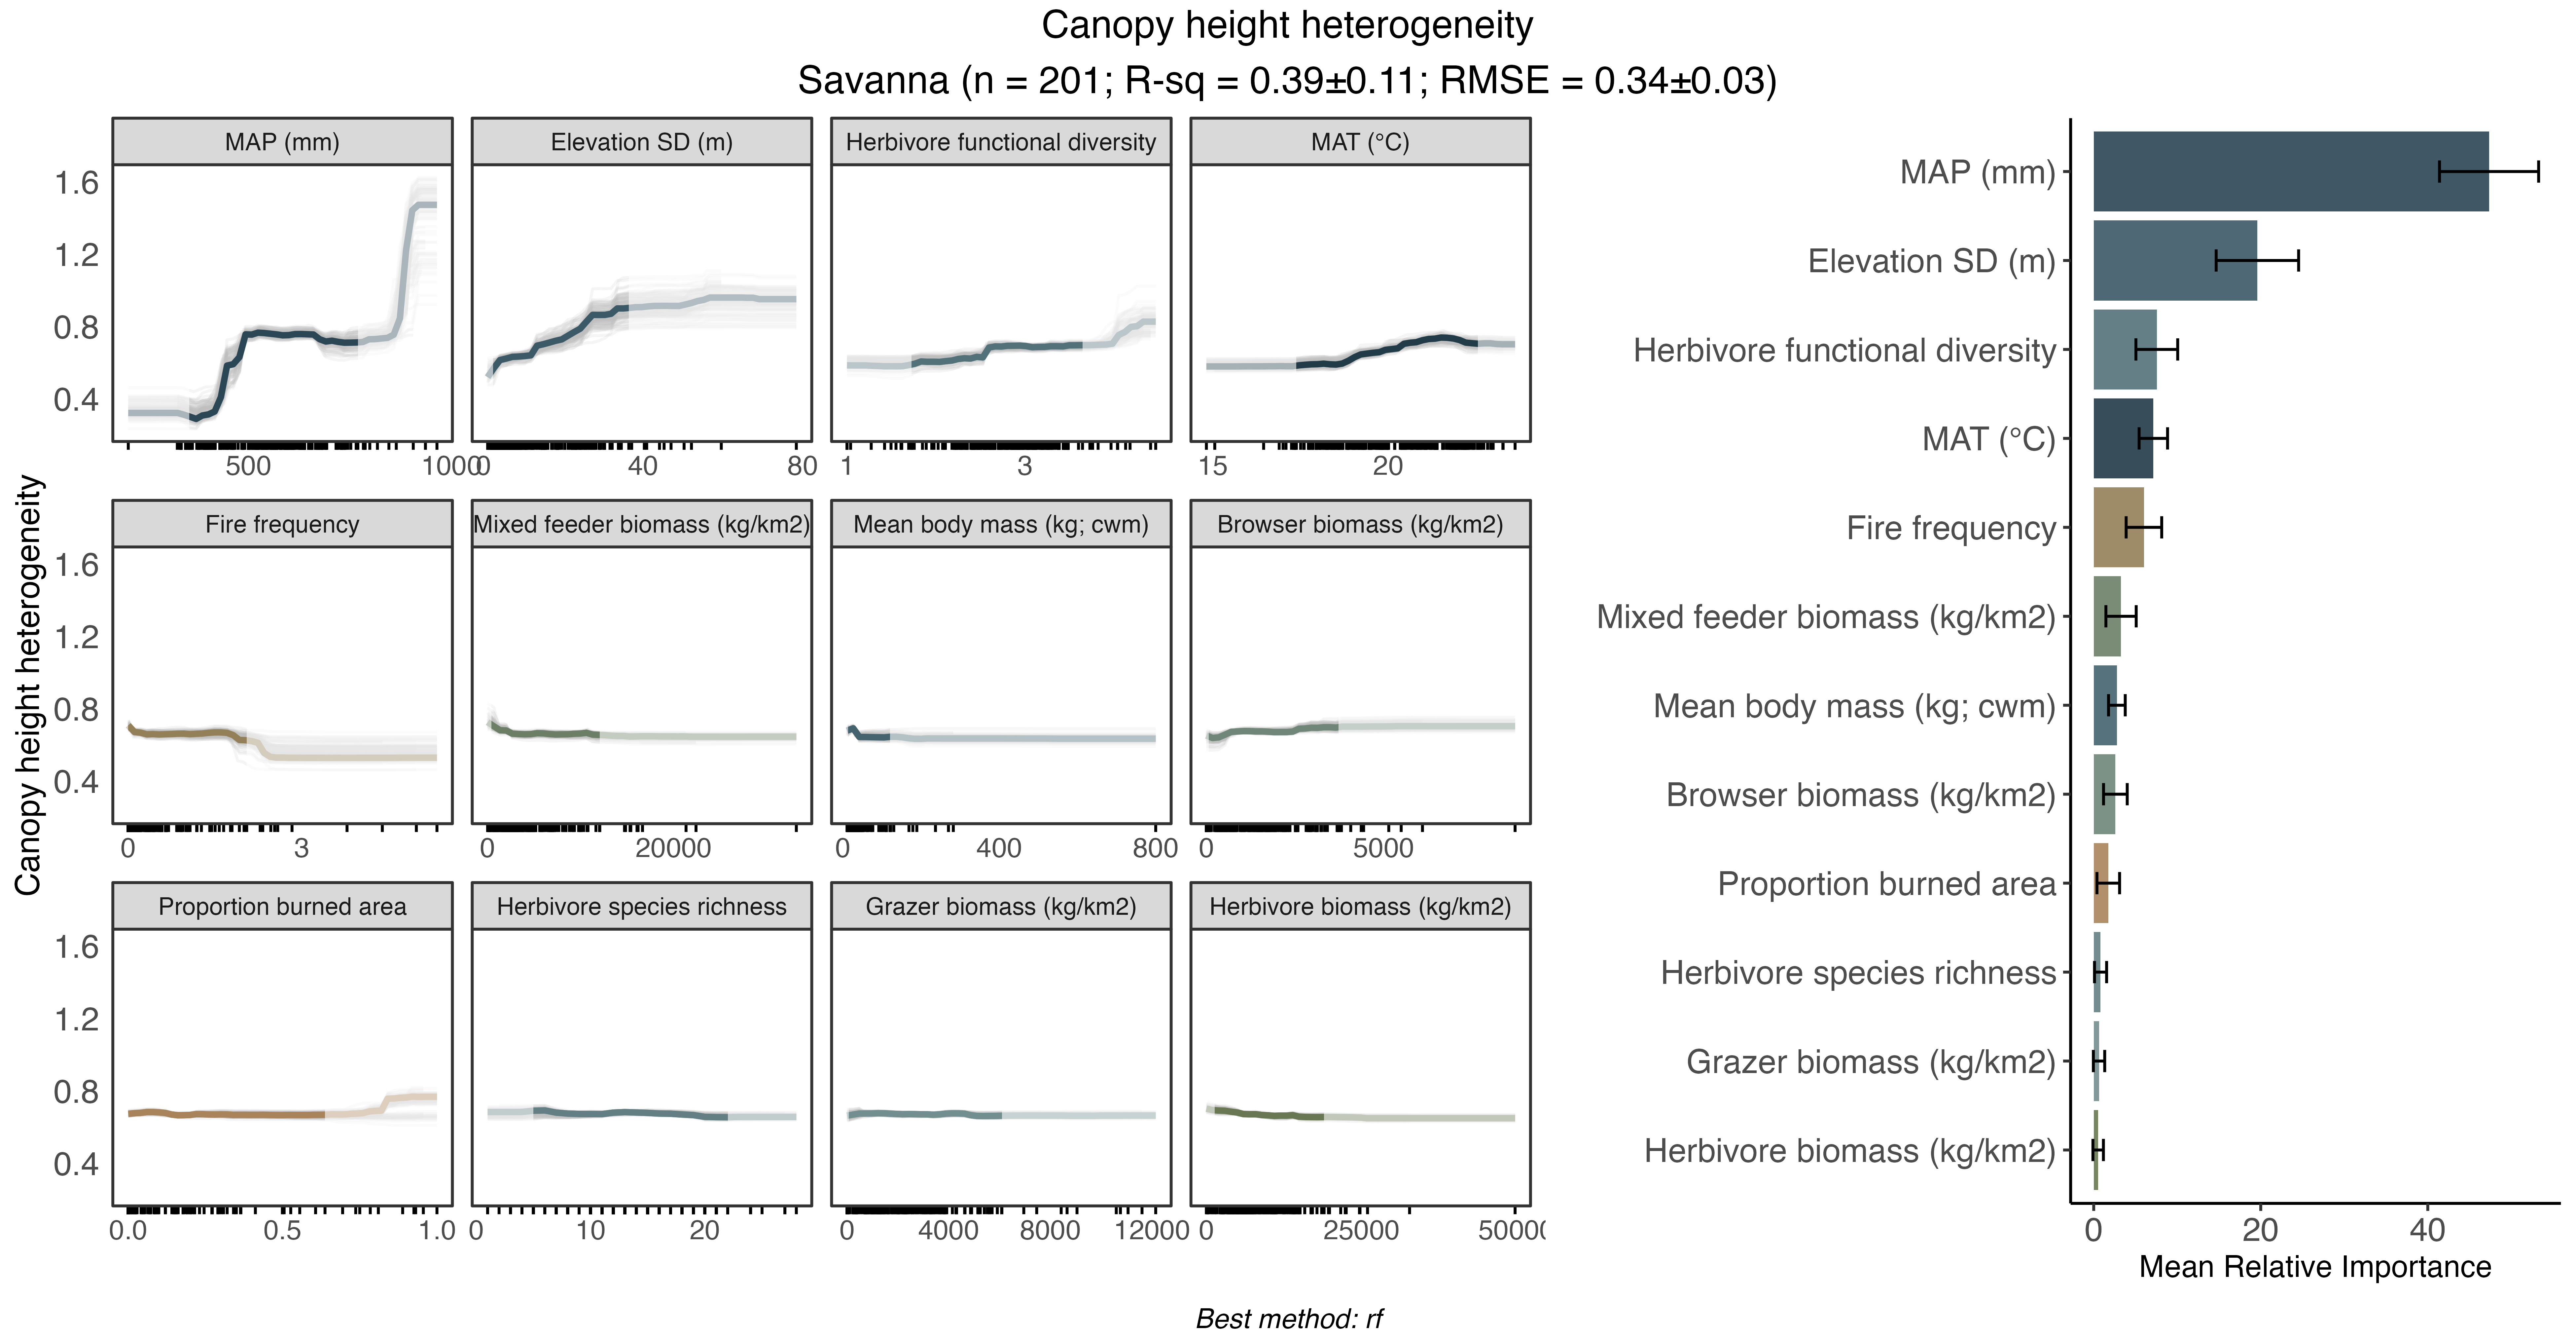 Canopy height heterogeneity
Savanna (n = 201; R-sq = 0.39±0.11; RMSE = 0.34±0.03)
Canopy height heterogeneity
MAP (mm)
Elevation SD (m)
Herbivore functional diversity
MAT (°C)
1.6
1.2
0.8
0.4
500 1000
0 40 80
1 3
15 20
Fire frequency
Mixed feeder biomass (kg/km2)
Mean body mass (kg; cwm)
Browser biomass (kg/km2)
1.6
1.2
0.8
0.4
0 3
0 20000
0 400 800
0 5000
Proportion burned area
Herbivore species richness
Grazer biomass (kg/km2)
Herbivore biomass (kg/km2)
1.6
1.2
0.8
0.4
0.0 0.5 1.0
0 10 20
0 4000 8000 12000
0 25000 50000
MAP (mm)
Elevation SD (m)
Herbivore functional diversity
MAT (°C)
Fire frequency
Mixed feeder biomass (kg/km2)
Mean body mass (kg; cwm)
Browser biomass (kg/km2)
Proportion burned area
Herbivore species richness
Grazer biomass (kg/km2)
Herbivore biomass (kg/km2)
0 20 40
Mean Relative Importance
Best method: rf